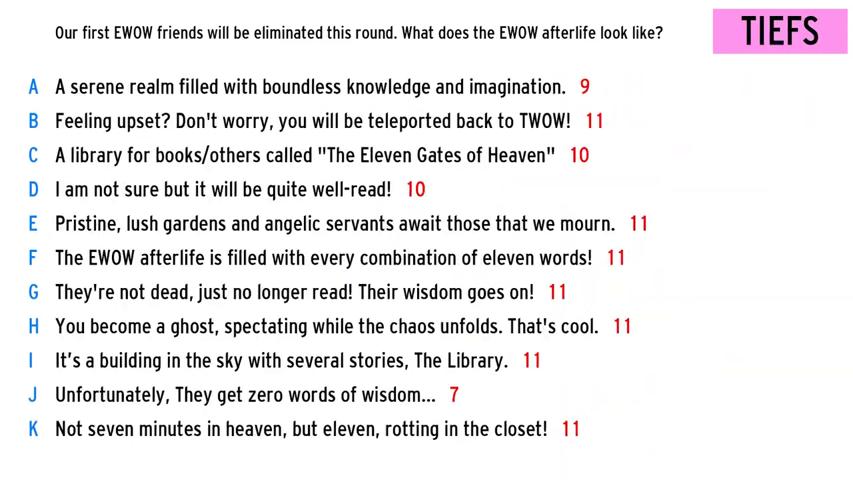 Our first EWOW friends will be eliminated this round. What does the EWOW afterlife look like?
TIEFS
A A serene realm filled with boundless knowledge and imagination. 9
B Feeling upset? Don't worry, you will be teleported back to TWOW! 11
C A library for books/others called "The Eleven Gates of Heaven" 10
D I am not sure but it will be quite well-read! 10
E Pristine, lush gardens and angelic servants await those that we mourn. 11
F The EWOW afterlife is filled with every combination of eleven words! 11
G They're not dead, just no longer read! Their wisdom goes on! 11
H You become a ghost, spectating while the chaos unfolds. That's cool. 11
I It’s a building in the sky with several stories, The Library. 11
J Unfortunately, They get zero words of wisdom... 7
K Not seven minutes in heaven, but eleven, rotting in the closet! 11